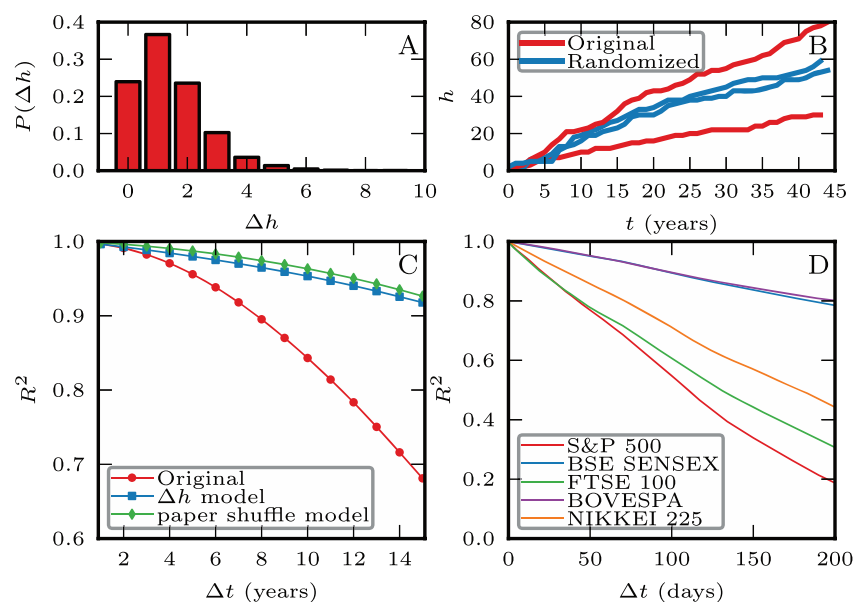 0.4
0.3
0.2
0.1
0.0
P(Δh)
A
0 2 4 6 8 10
Δh
80
60
40
20
0
h
Original
Randomized
B
0 5 10 15 20 25 30 35 40 45
t (years)
1.0
0.9
0.8
0.7
0.6
R²
C
Original
Δh model
paper shuffle model
2 4 6 8 10 12 14
Δt (years)
1.0
0.8
0.6
0.4
0.2
0.0
R²
D
S&P 500
BSE SENSEX
FTSE 100
BOVESPA
NIKKEI 225
0 50 100 150 200
Δt (days)